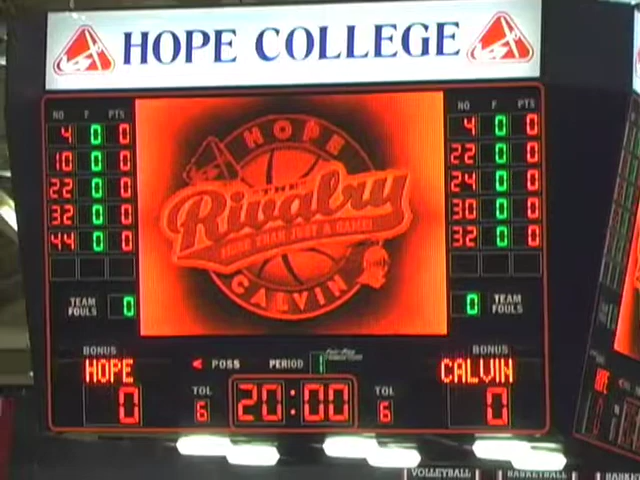 HOPE COLLEGE
NO F PTS
4 0 0
10 0 0
22 0 0
32 0 0
44 0 0
HOPE
THE
Rivalry
MORE THAN JUST A GAME!
CALVIN
NO F PTS
4 0 0
22 0 0
24 0 0
30 0 0
32 0 0
TEAM FOULS 0
0 TEAM FOULS
BONUS
HOPE
0
POSS PERIOD 1
TOL
6
20:00
TOL
6
BONUS
CALVIN
0
HOPE
VOLLEYBALL
BASKETBALL